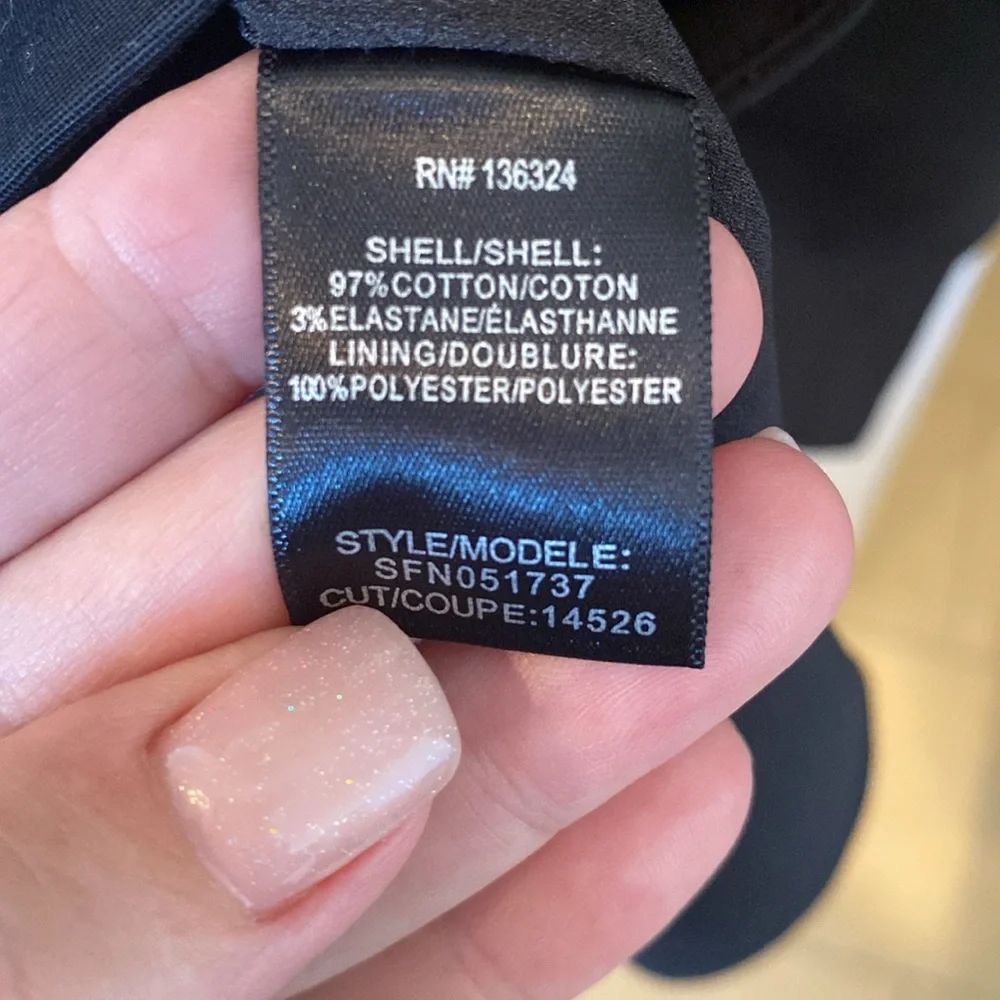 RN# 136324
SHELL/SHELL:
97%COTTON/COTON
3%ELASTANE/ÉLASTHANNE
LINING/DOUBLURE:
100%POLYESTER/POLYESTER
STYLE/MODELE:
SFN051737
CUT/COUPE:14526